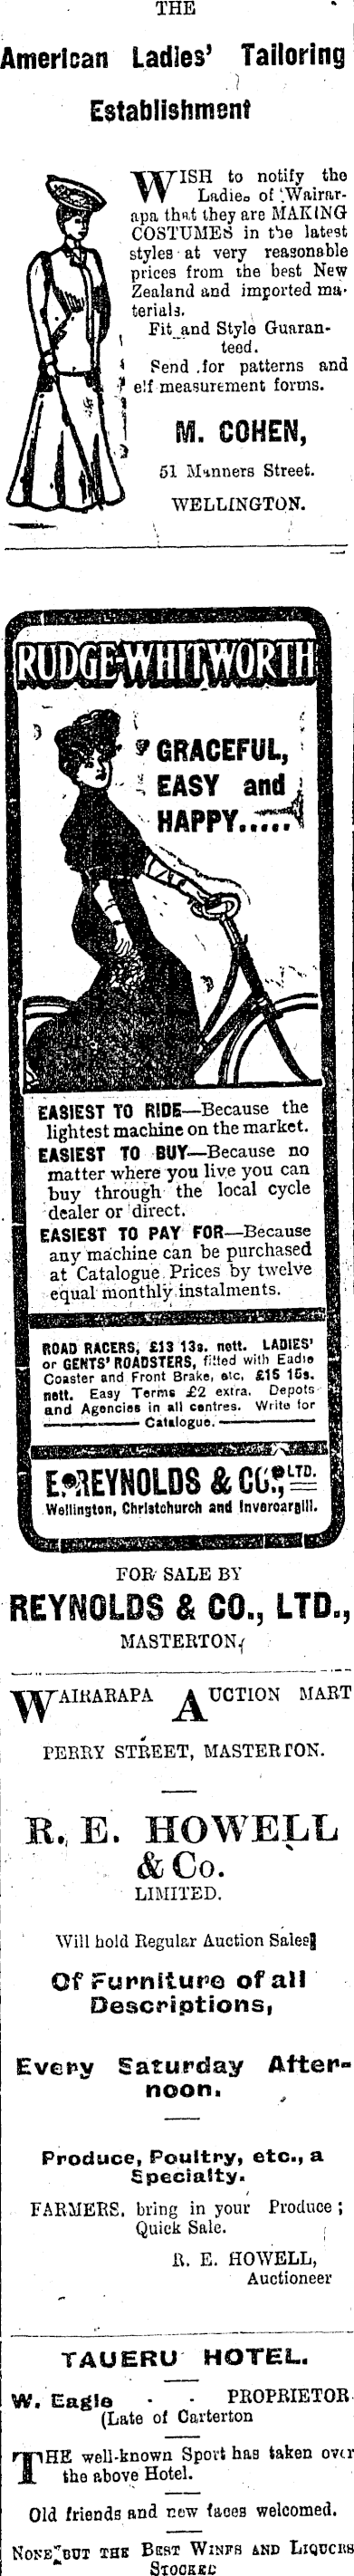 THE
American Ladies' Tailoring
Establishment
WISH to notify the
Ladies of Wairar-
apa that they are MAKING
COSTUMES in the latest
styles at very reasonable
prices from the best New
Zealand and imported ma-
terials.
Fit and Style Guaran-
teed.
Send for patterns and
elf measurement forms.
M. COHEN,
51 Manners Street.
WELLINGTON.
RUDGE-WHITWORTH
GRACEFUL,
EASY and
HAPPY.....
EASIEST TO RIDE—Because the
lightest machine on the market.
EASIEST TO BUY—Because no
matter where you live you can
buy through the local cycle
dealer or direct.
EASIEST TO PAY FOR—Because
any machine can be purchased
at Catalogue Prices by twelve
equal monthly instalments.
ROAD RACERS, £13 13s. nett. LADIES'
or GENTS' ROADSTERS, fitted with Eadie
Coaster and Front Brake, etc, £15 15s.
nett. Easy Terms £2 extra. Depots
and Agencies in all centres. Write for
Catalogue.
E. REYNOLDS & CO., LTD.
Wellington, Christchurch and Invercargill.
FOR SALE BY
REYNOLDS & CO., LTD.,
MASTERTON,
WAIRARAPA AUCTION MART
PERRY STREET, MASTERTON.
R. E. HOWELL
& Co.
LIMITED.
Will hold Regular Auction Sales
Of Furniture of all
Descriptions,
Every Saturday After-
noon.
Produce, Poultry, etc., a
Specialty.
FARMERS, bring in your Produce;
Quick Sale.
R. E. HOWELL,
Auctioneer
TAUERU HOTEL.
W. Eagle - - PROPRIETOR
(Late of Carterton
THE well-known Sport has taken over
the above Hotel.
Old friends and new faces welcomed.
NONE BUT THE BEST WINES AND LIQUORS
STOCKED